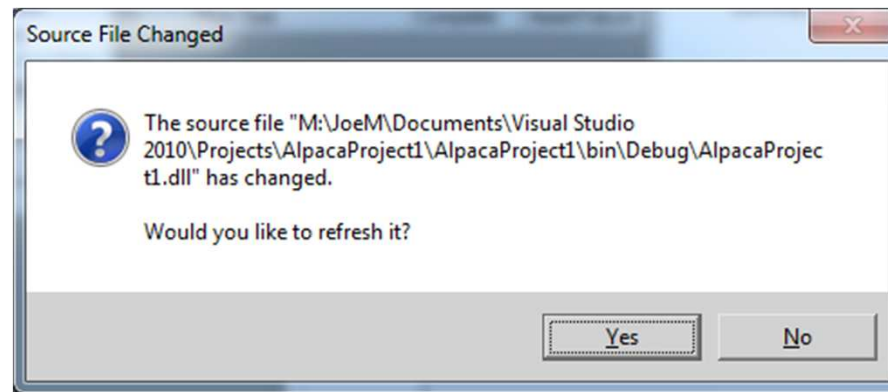 Source File Changed
The source file "M:\JoeM\Documents\Visual Studio
2010\Projects\AlpacaProject1\AlpacaProject1\bin\Debug\AlpacaProjec
t1.dll" has changed.
Would you like to refresh it?
Yes
No